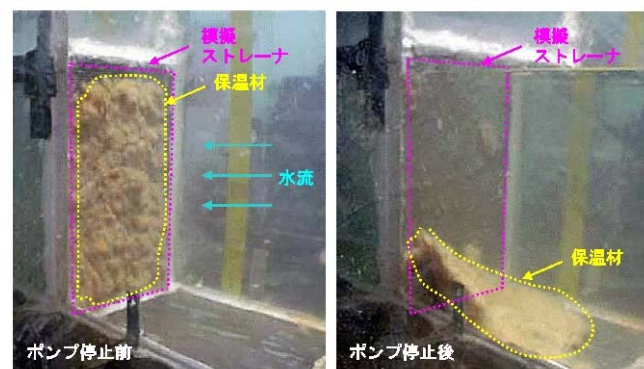 模擬
ストレーナ
保温材
水流
ポンプ停止前
模擬
ストレーナ
保温材
ポンプ停止後